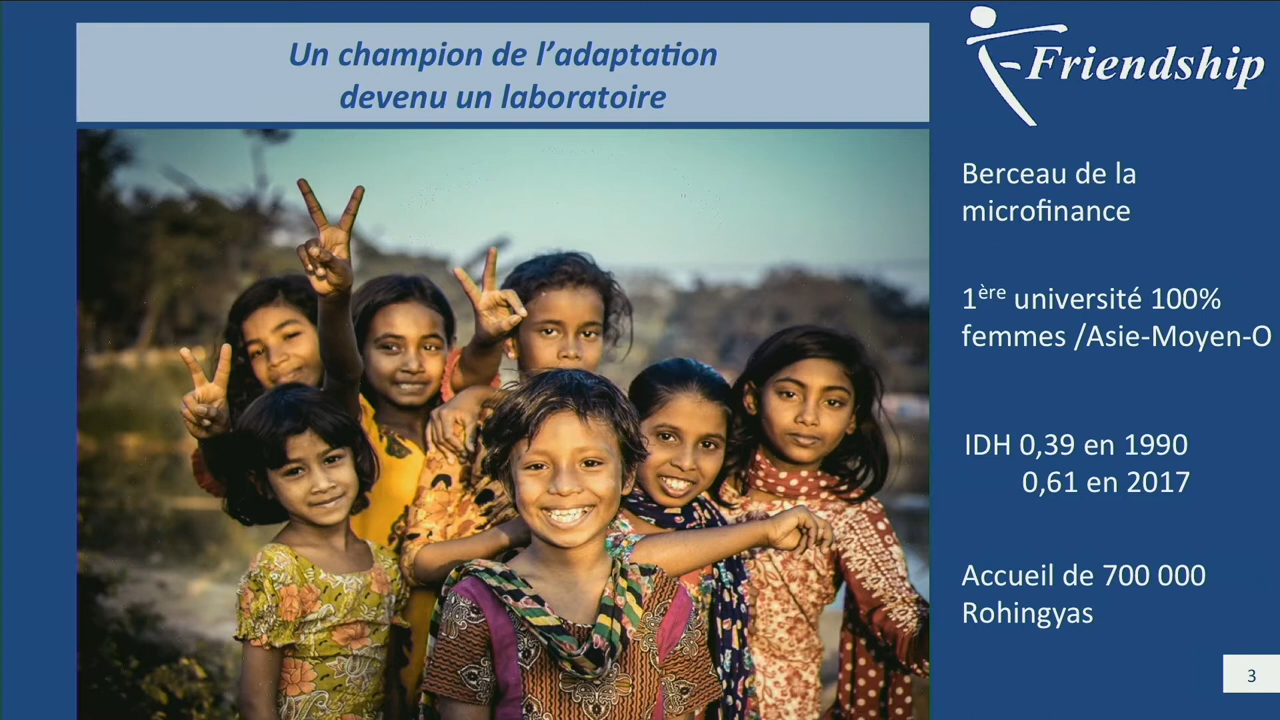 Un champion de l’adaptation
devenu un laboratoire
Friendship
Berceau de la
microfinance
1ère université 100%
femmes /Asie-Moyen-O
IDH 0,39 en 1990
0,61 en 2017
Accueil de 700 000
Rohingyas
3